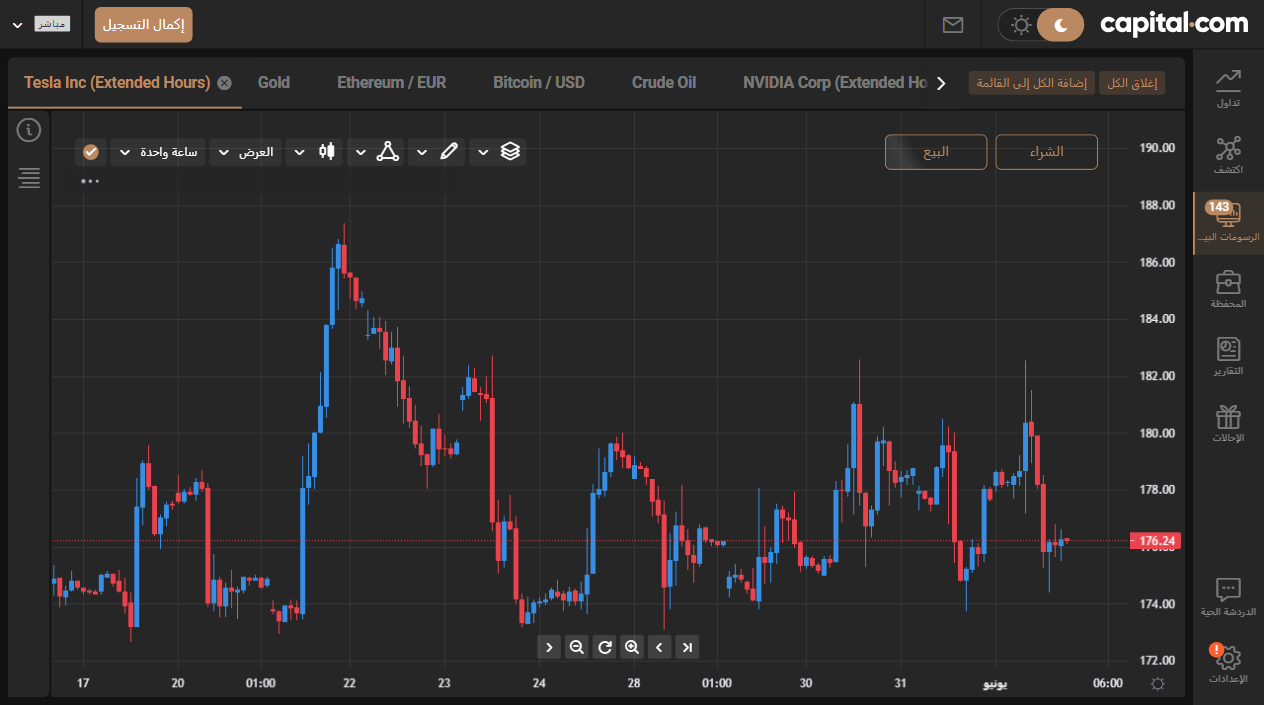 مباشر
إكمال التسجيل
capital.com
Tesla Inc (Extended Hours)
Gold
Ethereum / EUR
Bitcoin / USD
Crude Oil
NVIDIA Corp (Extended Ho
إضافة الكل إلى القائمة
إغلاق الكل
ساعة واحدة
العرض
البيع
الشراء
190.00
188.00
186.00
184.00
182.00
180.00
178.00
176.24
174.00
172.00
17
20
01:00
22
23
24
28
01:00
30
31
يونيو
06:00
تداول
اكتشف
143
الرسومات البيـ...
المحفظة
التقارير
الإحالات
الدردشة الحية
!
الإعدادات